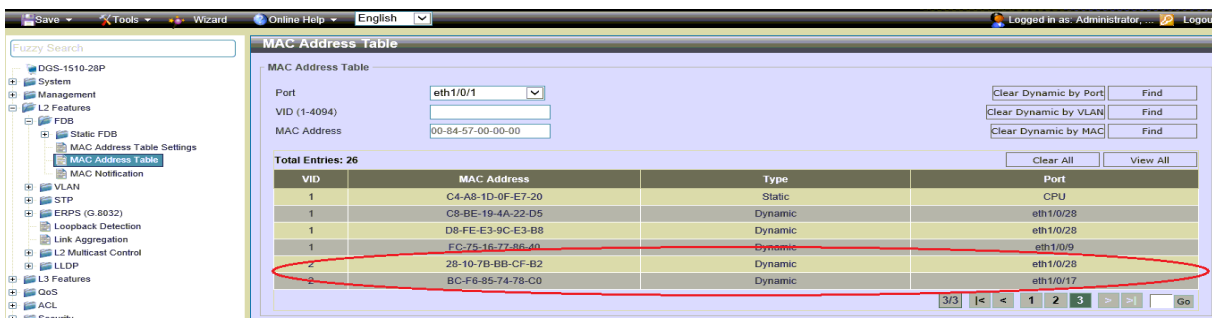 Save Tools Wizard Online Help English Logged in as: Administrator, ... Logou
Fuzzy Search
DGS-1510-28P
System
Management
L2 Features
FDB
Static FDB
MAC Address Table Settings
MAC Address Table
MAC Notification
VLAN
STP
ERPS (G.8032)
Loopback Detection
Link Aggregation
L2 Multicast Control
LLDP
L3 Features
QoS
ACL
Security
MAC Address Table
MAC Address Table
Port eth1/0/1 Clear Dynamic by Port Find
VID (1-4094) Clear Dynamic by VLAN Find
MAC Address 00-84-57-00-00-00 Clear Dynamic by MAC Find
Total Entries: 26 Clear All View All
VID MAC Address Type Port
1 C4-A8-1D-0F-E7-20 Static CPU
1 C8-BE-19-4A-22-D5 Dynamic eth1/0/28
1 D8-FE-E3-9C-E3-B8 Dynamic eth1/0/28
1 FC-75-16-77-86-40 Dynamic eth1/0/9
2 28-10-7B-BB-CF-B2 Dynamic eth1/0/28
2 BC-F6-85-74-78-C0 Dynamic eth1/0/17
3/3 |< < 1 2 3 > >| Go